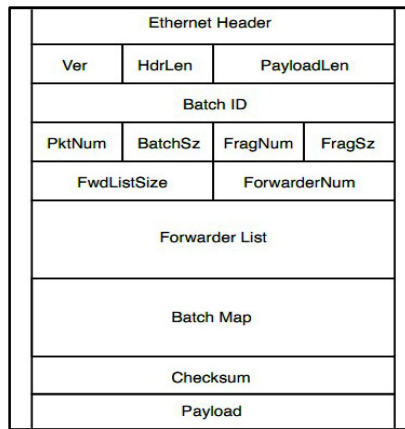 Ethernet Header
Ver HdrLen PayloadLen
Batch ID
PktNum BatchSz FragNum FragSz
FwdListSize ForwarderNum
Forwarder List
Batch Map
Checksum
Payload